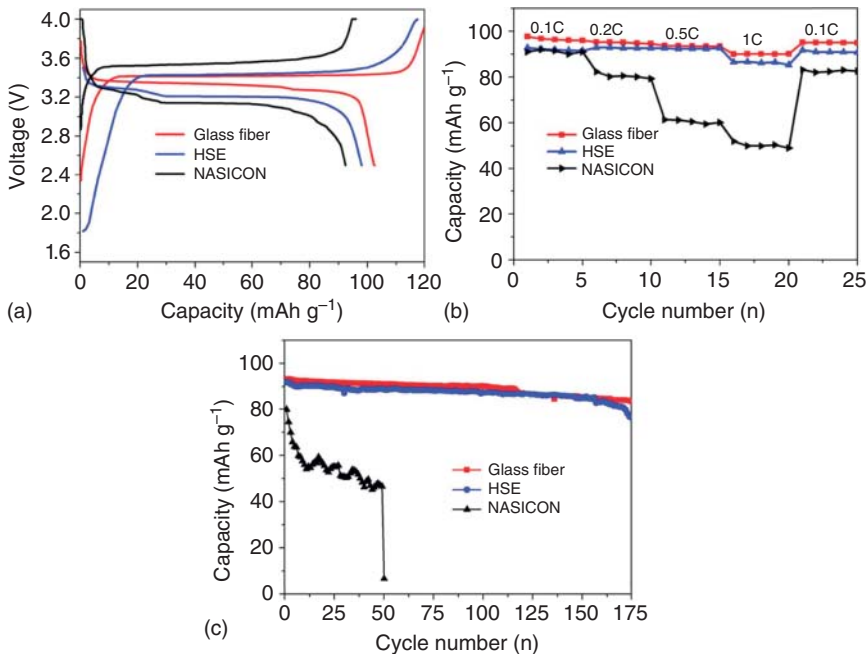 4.0
3.6
3.2
2.8
2.4
2.0
1.6
Voltage (V)
Glass fiber
HSE
NASICON
0 20 40 60 80 100 120
Capacity (mAh g⁻¹)
(a)
100
80
60
40
20
0
Capacity (mAh g⁻¹)
0.1C 0.2C 0.5C 1C 0.1C
Glass fiber
HSE
NASICON
0 5 10 15 20 25
Cycle number (n)
(b)
100
80
60
40
20
0
Capacity (mAh g⁻¹)
Glass fiber
HSE
NASICON
0 25 50 75 100 125 150 175
Cycle number (n)
(c)